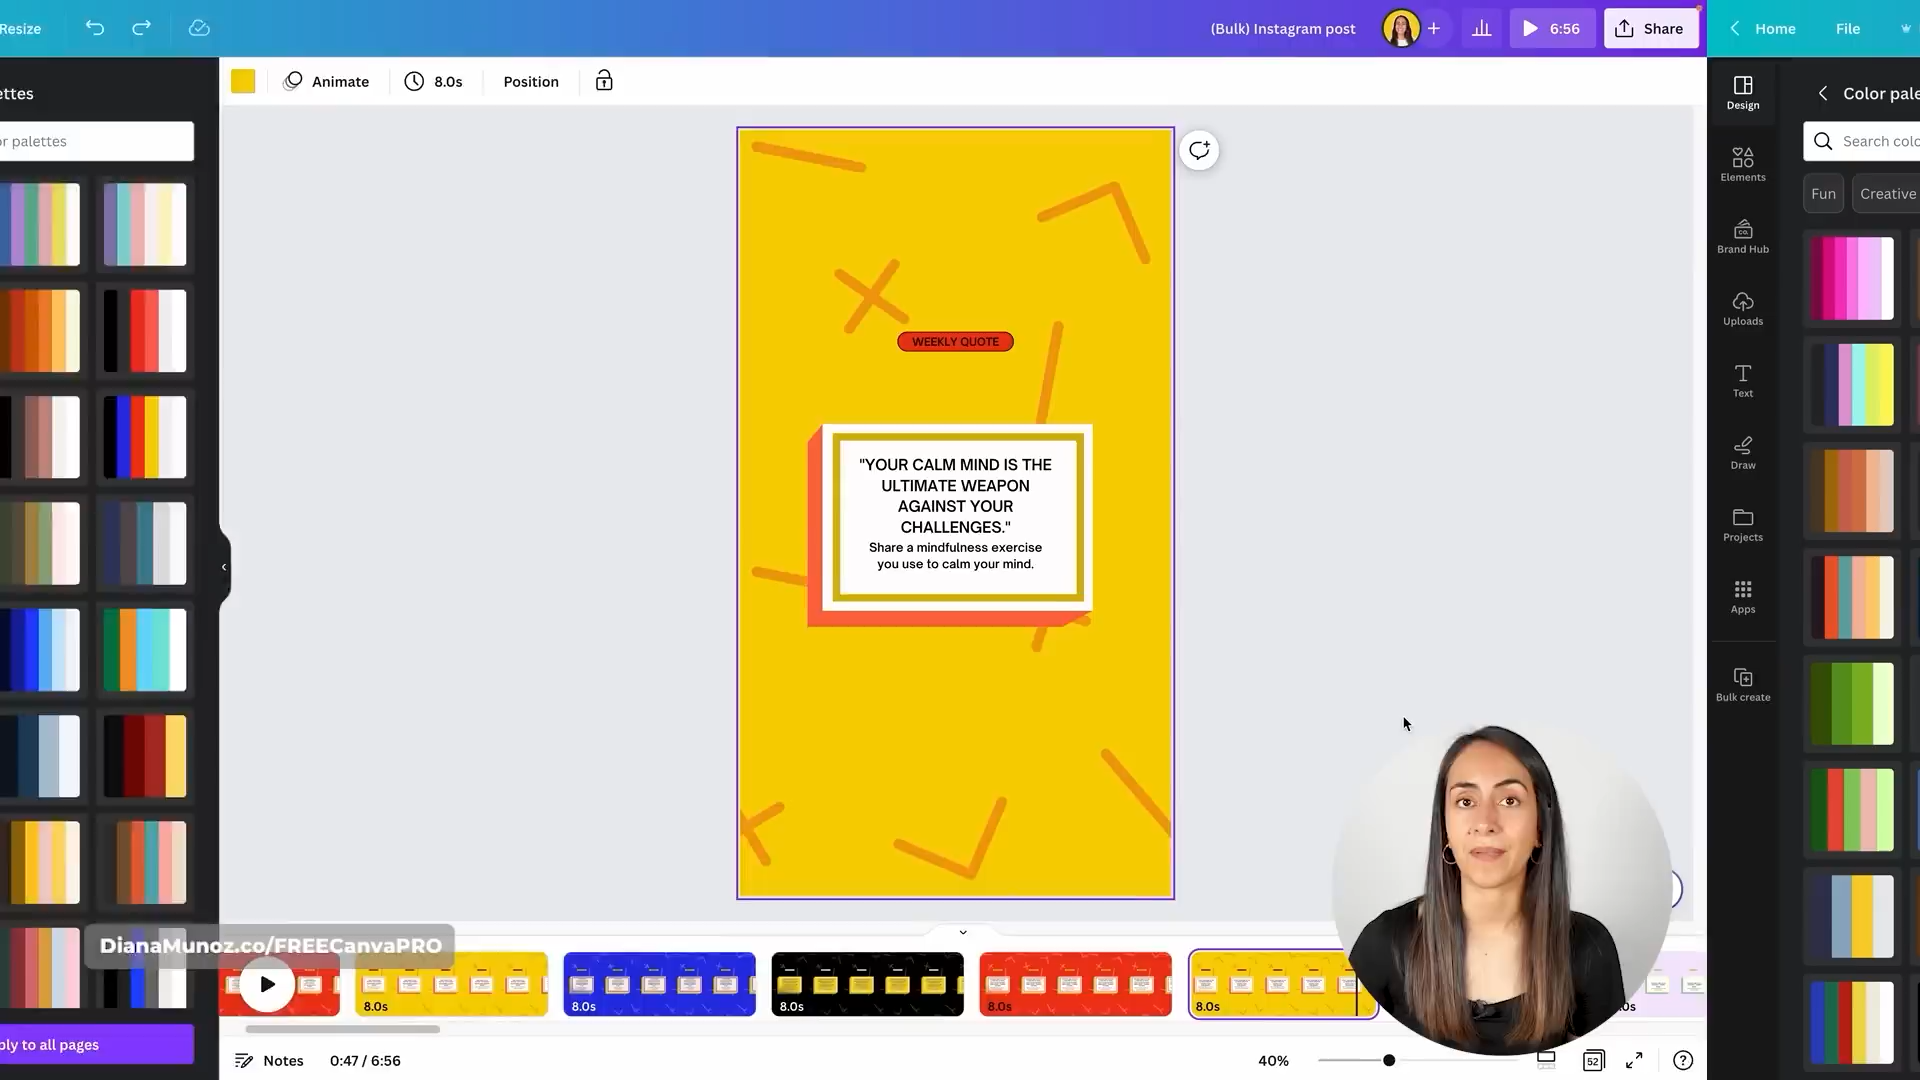 Resize
(Bulk) Instagram post
6:56
Share
Home
File
ettes
Animate
8.0s
Position
Design
Color pale
or palettes
Search colo
Elements
Fun
Creative
Brand Hub
Uploads
Text
Draw
Projects
Apps
Bulk create
WEEKLY QUOTE
"YOUR CALM MIND IS THE
ULTIMATE WEAPON
AGAINST YOUR
CHALLENGES."
Share a mindfulness exercise
you use to calm your mind.
DianaMunoz.co/FREECanvaPRO
8.0s
8.0s
8.0s
8.0s
8.0s
.0s
ply to all pages
Notes
0:47 / 6:56
40%
52